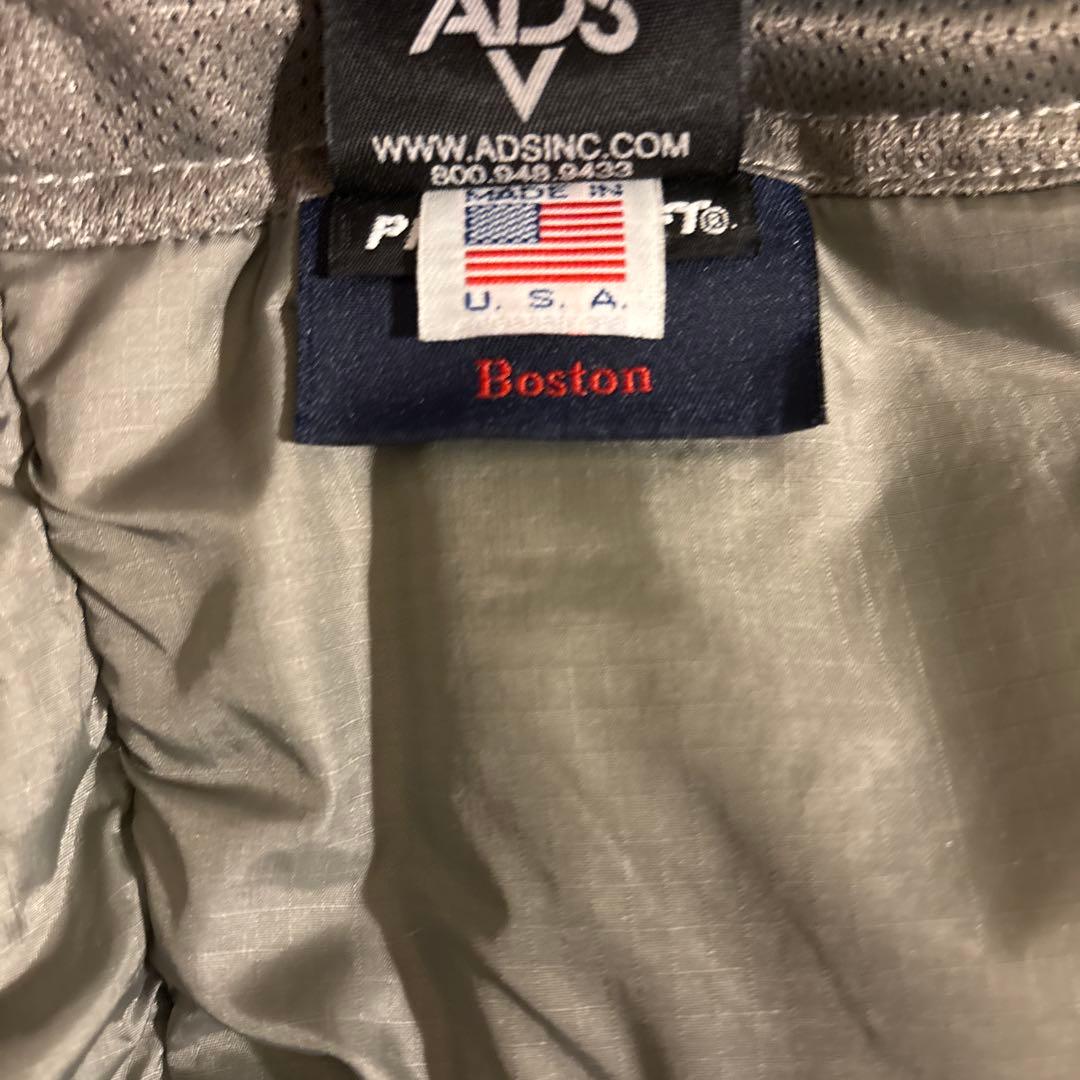 ADS
WWW.ADSINC.COM
800.948.9433
MADE IN
U. S. A.
Boston